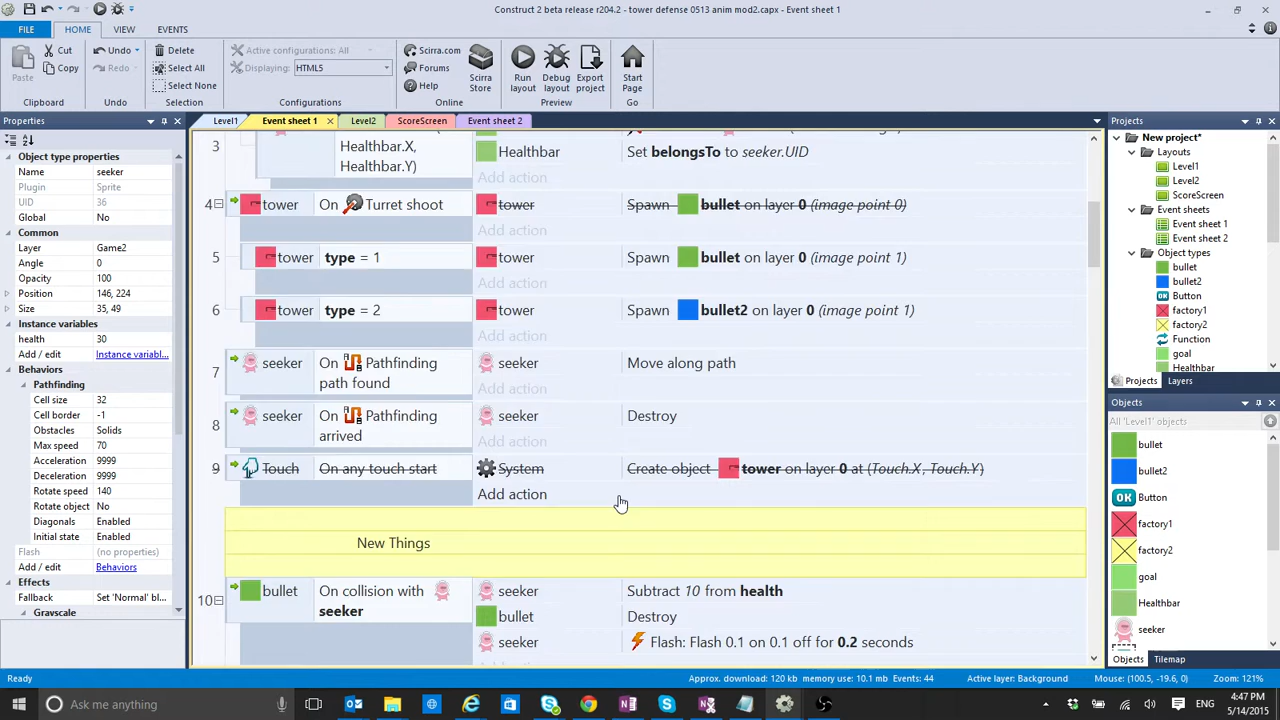 Construct 2 beta release r204.2 - tower defense 0513 anim mod2.capx - Event sheet 1
FILE HOME VIEW EVENTS
Paste Cut Copy
Clipboard
Undo Redo
Undo
Delete Select All Select None
Selection
Active configurations: All
Displaying: HTML5
Configurations
Scirra.com Forums Help Scirra Store
Online
Run layout Debug layout Export project
Preview
Start Page
Go
Properties
Object type properties
Name seeker
Plugin Sprite
UID 36
Global No
Common
Layer Game2
Angle 0
Opacity 100
Position 146, 224
Size 35, 49
Instance variables
health 30
Add / edit Instance variabl...
Behaviors
Pathfinding
Cell size 32
Cell border -1
Obstacles Solids
Max speed 70
Acceleration 9999
Deceleration 9999
Rotate speed 140
Rotate object No
Diagonals Enabled
Initial state Enabled
Flash (no properties)
Add / edit Behaviors
Effects
Fallback Set 'Normal' bl...
Grayscale
Level1 Event sheet 1 Level2 ScoreScreen Event sheet 2
3 Healthbar.X, Healthbar.Y) Healthbar Set belongsTo to seeker.UID
Add action
4 tower On Turret shoot tower Spawn bullet on layer 0 (image point 0)
Add action
5 tower type = 1 tower Spawn bullet on layer 0 (image point 1)
Add action
6 tower type = 2 tower Spawn bullet2 on layer 0 (image point 1)
Add action
7 seeker On Pathfinding path found seeker Move along path
Add action
8 seeker On Pathfinding arrived seeker Destroy
Add action
9 Touch On any touch start System Create object tower on layer 0 at (Touch.X, Touch.Y)
Add action
New Things
10 bullet On collision with seeker seeker Subtract 10 from health
bullet Destroy
seeker Flash: Flash 0.1 on 0.1 off for 0.2 seconds
Projects
New project*
Layouts
Level1
Level2
ScoreScreen
Event sheets
Event sheet 1
Event sheet 2
Object types
bullet
bullet2
Button
factory1
factory2
Function
goal
Healthbar
Projects Layers
Objects
All 'Level1' objects
bullet
bullet2
OK Button
factory1
factory2
goal
Healthbar
seeker
Objects Tilemap
Ready Approx. download: 120 kb memory use: 10.1 mb Events: 44 Active layer: Background Mouse: (100.5, -19.6, 0) Zoom: 121%
Ask me anything
ENG
4:47 PM
5/14/2015